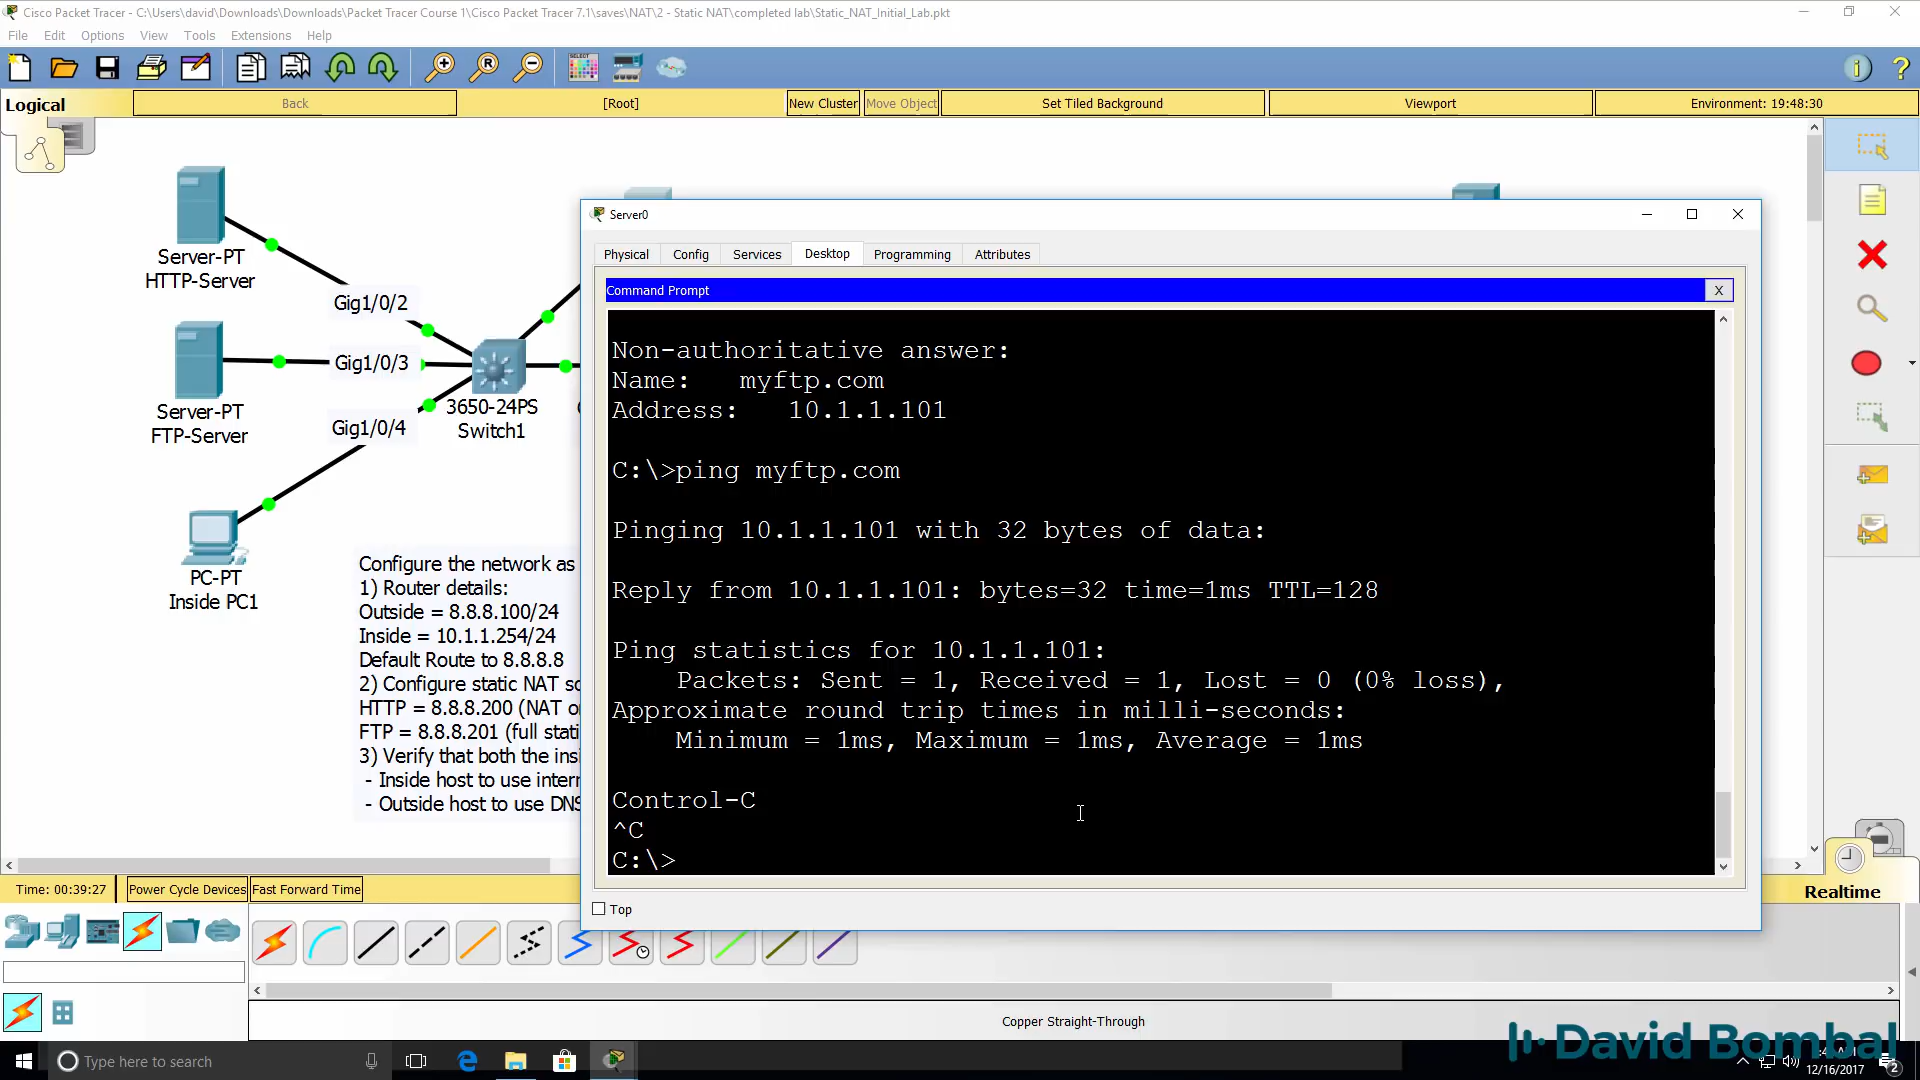 Cisco Packet Tracer - C:\Users\david\Downloads\Downloads\Packet Tracer Course 1\Cisco Packet Tracer 7.1\saves\NAT\2 - Static NAT\completed lab\Static_NAT_Initial_Lab.pkt
File Edit Options View Tools Extensions Help
Logical Back [Root] New Cluster Move Object Set Tiled Background Viewport Environment: 19:48:30
Server-PT
HTTP-Server
Gig1/0/2
Server-PT
FTP-Server
Gig1/0/3
Gig1/0/4
3650-24PS
Switch1
PC-PT
Inside PC1
Configure the network as
1) Router details:
Outside = 8.8.8.100/24
Inside = 10.1.1.254/24
Default Route to 8.8.8.8
2) Configure static NAT
HTTP = 8.8.8.200 (NAT
FTP = 8.8.8.201 (full
3) Verify that both the
- Inside host to use
- Outside host to use DNS
Server0
Physical Config Services Desktop Programming Attributes
Command Prompt X
Non-authoritative answer:
Name: myftp.com
Address: 10.1.1.101
C:\>ping myftp.com
Pinging 10.1.1.101 with 32 bytes of data:
Reply from 10.1.1.101: bytes=32 time=1ms TTL=128
Ping statistics for 10.1.1.101:
Packets: Sent = 1, Received = 1, Lost = 0 (0% loss),
Approximate round trip times in milli-seconds:
Minimum = 1ms, Maximum = 1ms, Average = 1ms
Control-C
^C
C:\>
Top
Time: 00:39:27 Power Cycle Devices Fast Forward Time Realtime
Copper Straight-Through
David Bombal
Type here to search
12/16/2017
2